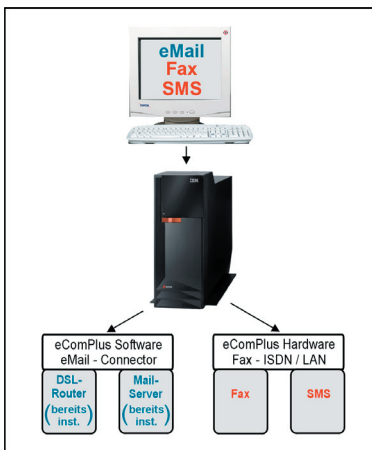 eMail
Fax
SMS
IBM
eComPlus Software
eMail - Connector
eComPlus Hardware
Fax - ISDN / LAN
DSL-
Router
(bereits
inst.)
Mail-
Server
(bereits
inst.)
Fax
SMS